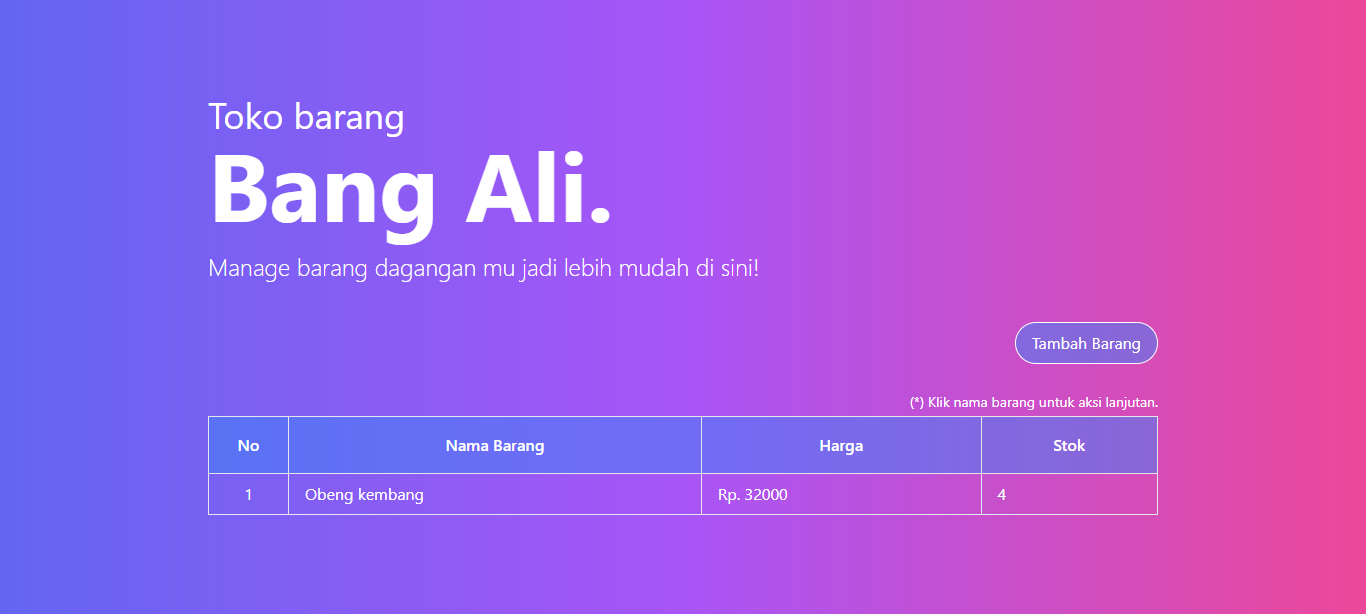 Toko barang
Bang Ali.
Manage barang dagangan mu jadi lebih mudah di sini!
Tambah Barang
(*) Klik nama barang untuk aksi lanjutan.
No Nama Barang Harga Stok
1 Obeng kembang Rp. 32000 4